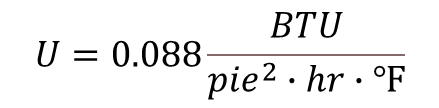 U = 0.088 BTU / pie² · hr · °F